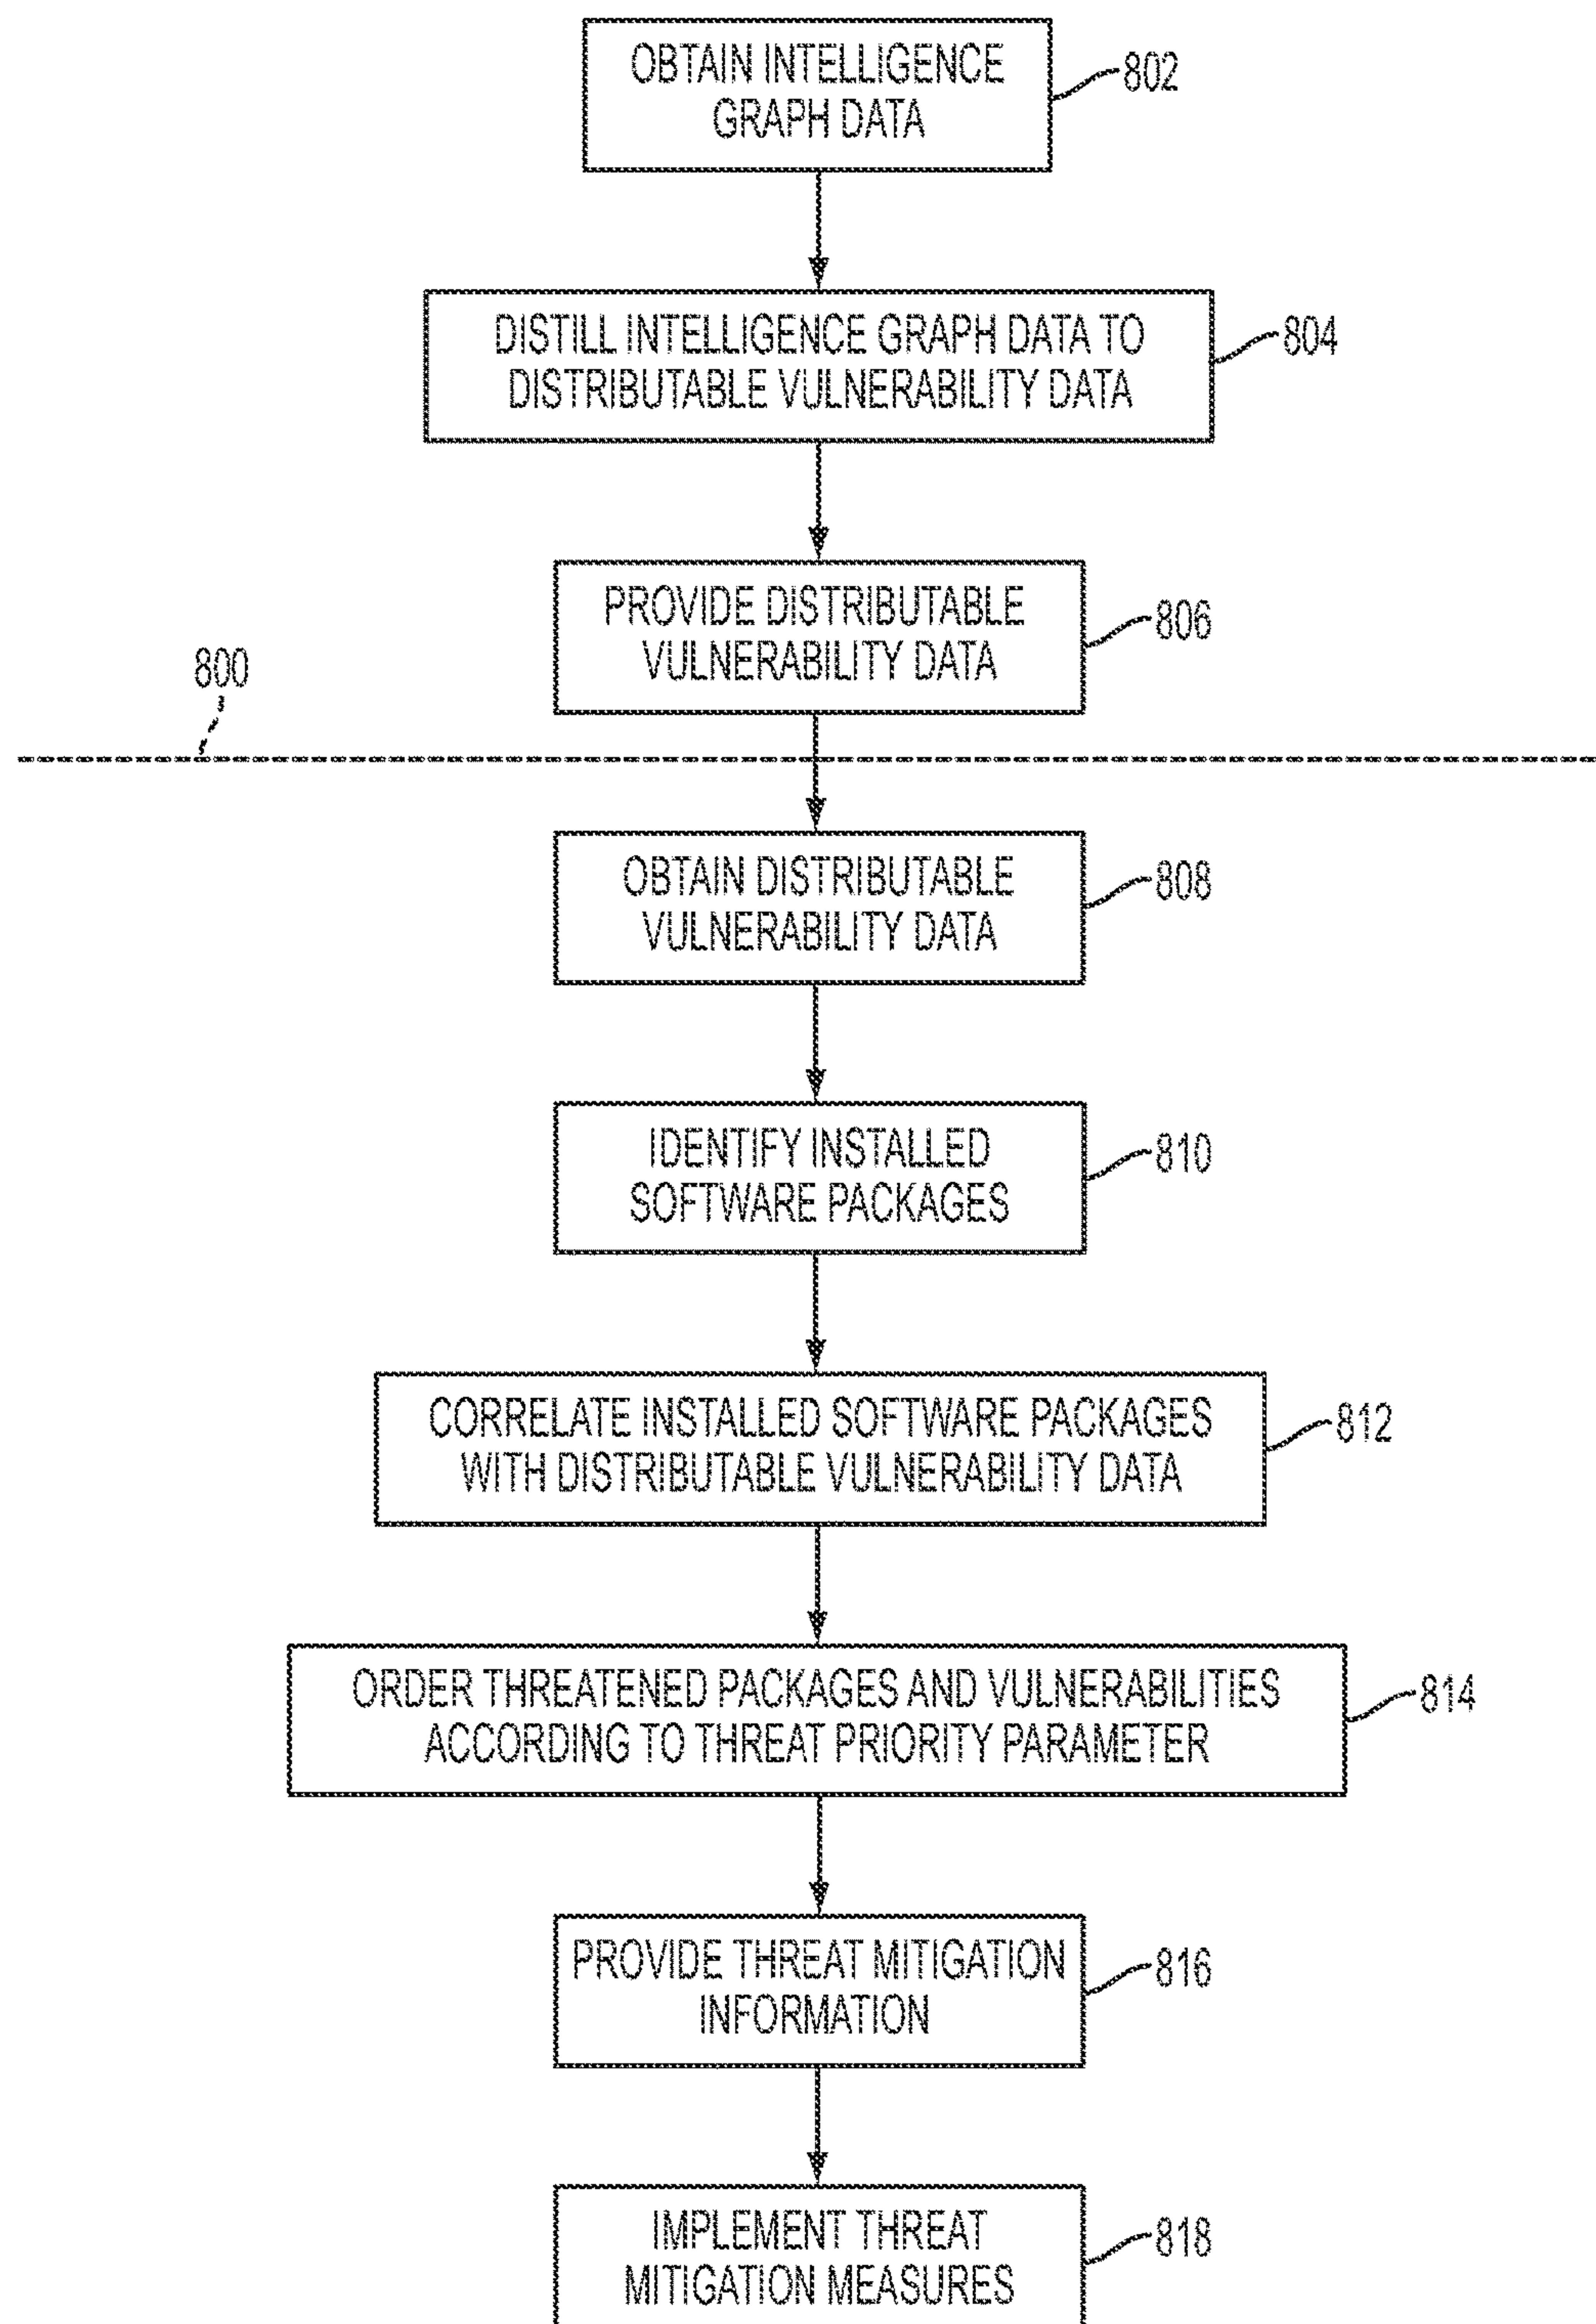 OBTAIN INTELLIGENCE
GRAPH DATA
802
DISTILL INTELLIGENCE GRAPH DATA TO
DISTRIBUTABLE VULNERABILITY DATA
804
PROVIDE DISTRIBUTABLE
VULNERABILITY DATA
806
800
OBTAIN DISTRIBUTABLE
VULNERABILITY DATA
808
IDENTIFY INSTALLED
SOFTWARE PACKAGES
810
CORRELATE INSTALLED SOFTWARE PACKAGES
WITH DISTRIBUTABLE VULNERABILITY DATA
812
ORDER THREATENED PACKAGES AND VULNERABILITIES
ACCORDING TO THREAT PRIORITY PARAMETER
814
PROVIDE THREAT MITIGATION
INFORMATION
816
IMPLEMENT THREAT
MITIGATION MEASURES
818